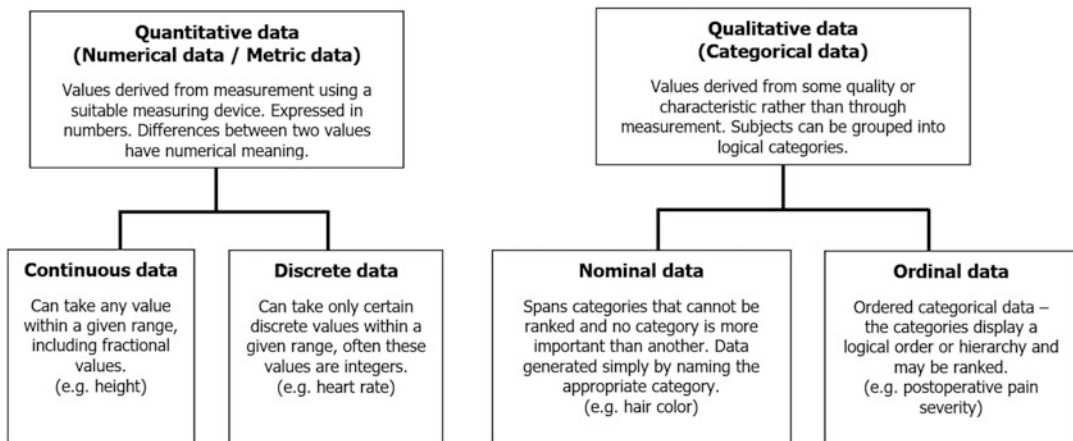 Quantitative data
(Numerical data / Metric data)
Values derived from measurement using a
suitable measuring device. Expressed in
numbers. Differences between two values
have numerical meaning.
Qualitative data
(Categorical data)
Values derived from some quality or
characteristic rather than through
measurement. Subjects can be grouped into
logical categories.
Continuous data
Can take any value
within a given range,
including fractional
values.
(e.g. height)
Discrete data
Can take only certain
discrete values within a
given range, often these
values are integers.
(e.g. heart rate)
Nominal data
Spans categories that cannot be
ranked and no category is more
important than another. Data
generated simply by naming the
appropriate category.
(e.g. hair color)
Ordinal data
Ordered categorical data –
the categories display a
logical order or hierarchy and
may be ranked.
(e.g. postoperative pain
severity)